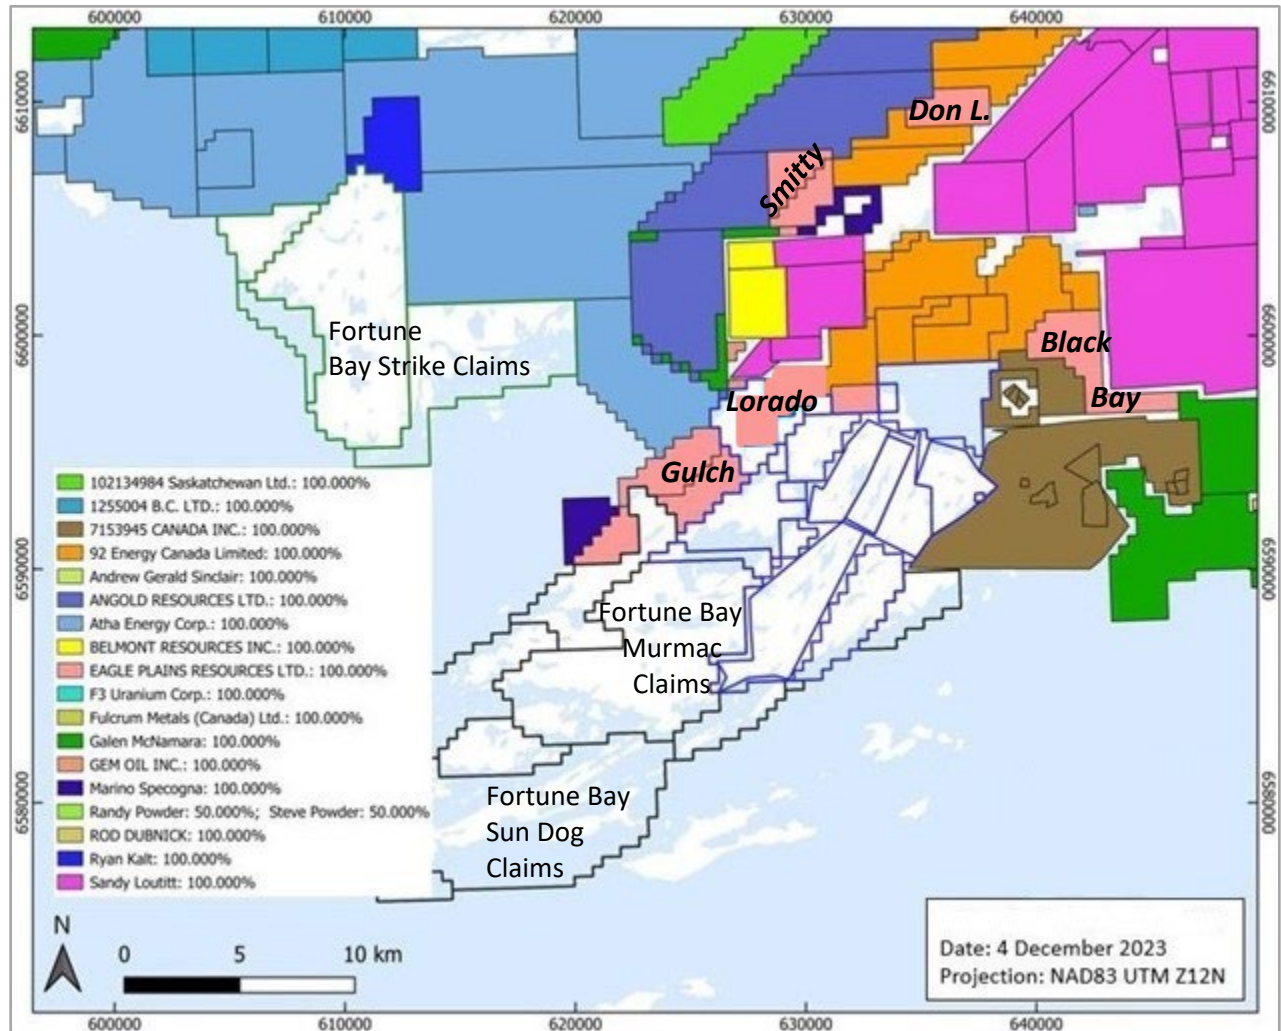 600000
610000
620000
630000
640000
6610000
6610000
Don L.
Smitty
6600000
6600000
Fortune
Bay Strike Claims
Black
Bay
Lorado
Gulch
102134984 Saskatchewan Ltd.: 100.000%
1255004 B.C. LTD.: 100.000%
7153945 CANADA INC.: 100.000%
92 Energy Canada Limited: 100.000%
Andrew Gerald Sinclair: 100.000%
ANGOLD RESOURCES LTD.: 100.000%
Atha Energy Corp.: 100.000%
BELMONT RESOURCES INC.: 100.000%
EAGLE PLAINS RESOURCES LTD.: 100.000%
F3 Uranium Corp.: 100.000%
Fulcrum Metals (Canada) Ltd.: 100.000%
Galen McNamara: 100.000%
GEM OIL INC.: 100.000%
Marino Specogna: 100.000%
Randy Powder: 50.000%; Steve Powder: 50.000%
ROD DUBNICK: 100.000%
Ryan Kalt: 100.000%
Sandy Loutitt: 100.000%
6590000
6590000
Fortune Bay
Murmac
Claims
6580000
6580000
Fortune Bay
Sun Dog
Claims
N
0 5 10 km
Date: 4 December 2023
Projection: NAD83 UTM Z12N
600000
610000
620000
630000
640000